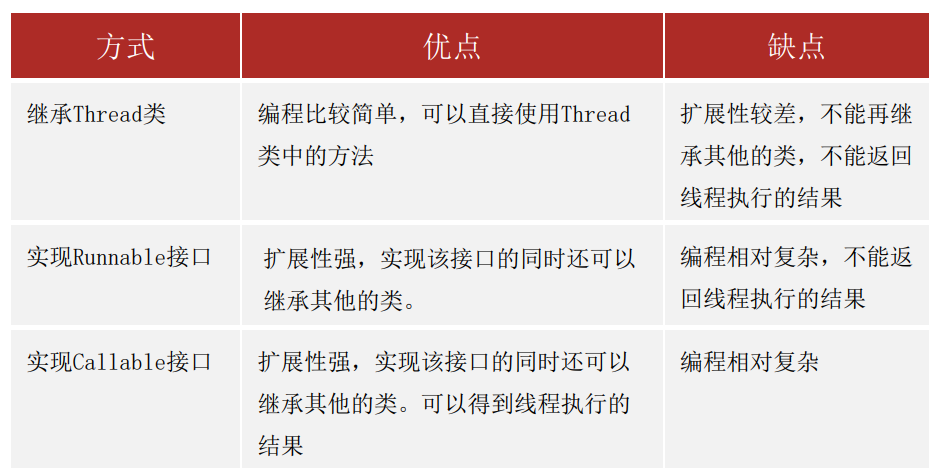 方式
优点
缺点
继承Thread类
编程比较简单，可以直接使用Thread
类中的方法
扩展性较差，不能再继
承其他的类，不能返回
线程执行的结果
实现Runnable接口
扩展性强，实现该接口的同时还可以
继承其他的类。
编程相对复杂，不能返
回线程执行的结果
实现Callable接口
扩展性强，实现该接口的同时还可以
继承其他的类。可以得到线程执行的
结果
编程相对复杂